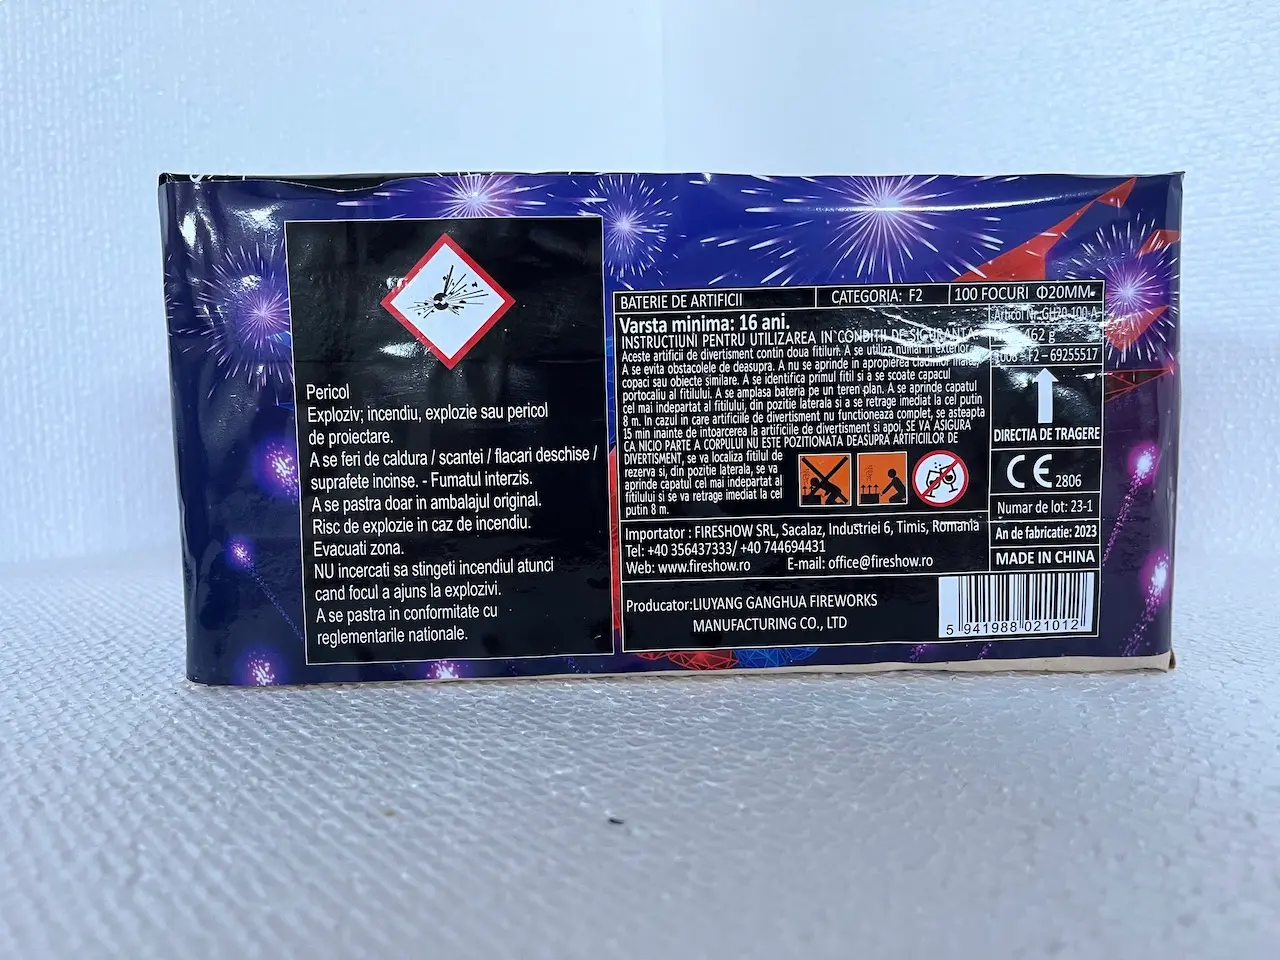 Pericol
Exploziv; incendiu, explozie sau pericol
de proiectare.
A se feri de caldura / scantei / flacari deschise /
suprafete incinse. - Fumatul interzis.
A se pastra doar in ambalajul original.
Risc de explozie in caz de incendiu.
Evacuati zona.
NU incercati sa stingeti incendiul atunci
cand focul a ajuns la explozivi.
A se pastra in conformitate cu
reglementarile nationale.
BATERIE DE ARTIFICII
CATEGORIA: F2
100 FOCURI Φ20MM
Varsta minima: 16 ani.
INSTRUCTIUNI PENTRU UTILIZAREA IN CONDITII DE SIGURANTA:
Aceste artificii de divertisment contin doua fitiluri. A se utiliza numai in exterior.
A se evita obstacolele de deasupra. A nu se aprinde in apropierea
copaci sau obiecte similare. A se identifica primul fitil si a se scoate capacul
portocaliu al fitilului. A se amplasa bateria pe un teren plan. A se aprinde capatul
cel mai indepartat al fitilului, din pozitie laterala si a se retrage imediat la cel putin
8 m. In cazul in care artificiile de divertisment nu functioneaza complet, se asteapta
15 min inainte de intoarcerea la artificiile de divertisment si apoi, SE VA ASIGURA
CA NICIO PARTE A CORPULUI NU ESTE POZITIONATA DEASUPRA ARTIFICIILOR DE
DIVERTISMENT, se va localiza fitilul de
rezerva si, din pozitie laterala, se va
aprinde capatul cel mai indepartat al
fitilului si se va retrage imediat la cel
putin 8 m.
Articol Nr. GH20-100-A
462 g
1008 – F2 – 69255517
DIRECTIA DE TRAGERE
CE 2806
Numar de lot: 23-1
An de fabricatie: 2023
MADE IN CHINA
Importator : FIRESHOW SRL, Sacalaz, Industriei 6, Timis, Romania
Tel: +40 356437333/ +40 744694431
Web: www.fireshow.ro E-mail: office@fireshow.ro
Producator:LIUYANG GANGHUA FIREWORKS
MANUFACTURING CO., LTD
5 941988 021012